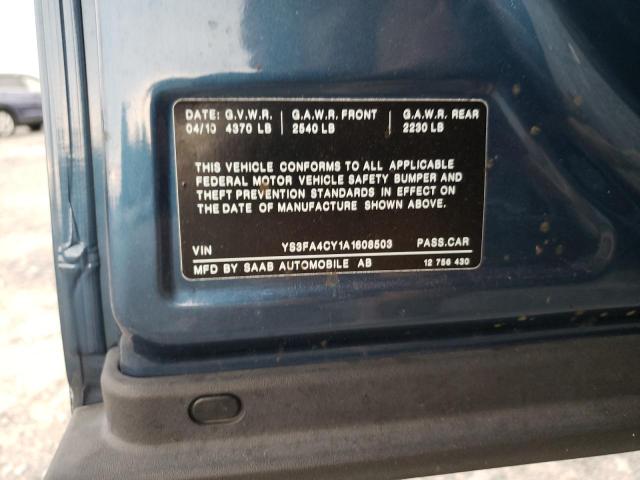 DATE: G.V.W.R. G.A.W.R. FRONT G.A.W.R. REAR
04/10 4370 LB 2540 LB 2230 LB
THIS VEHICLE CONFORMS TO ALL APPLICABLE
FEDERAL MOTOR VEHICLE SAFETY BUMPER AND
THEFT PREVENTION STANDARDS IN EFFECT ON
THE DATE OF MANUFACTURE SHOWN ABOVE.
VIN YS3FA4CY1A1608503 PASS.CAR
MFD BY SAAB AUTOMOBILE AB 12 756 430